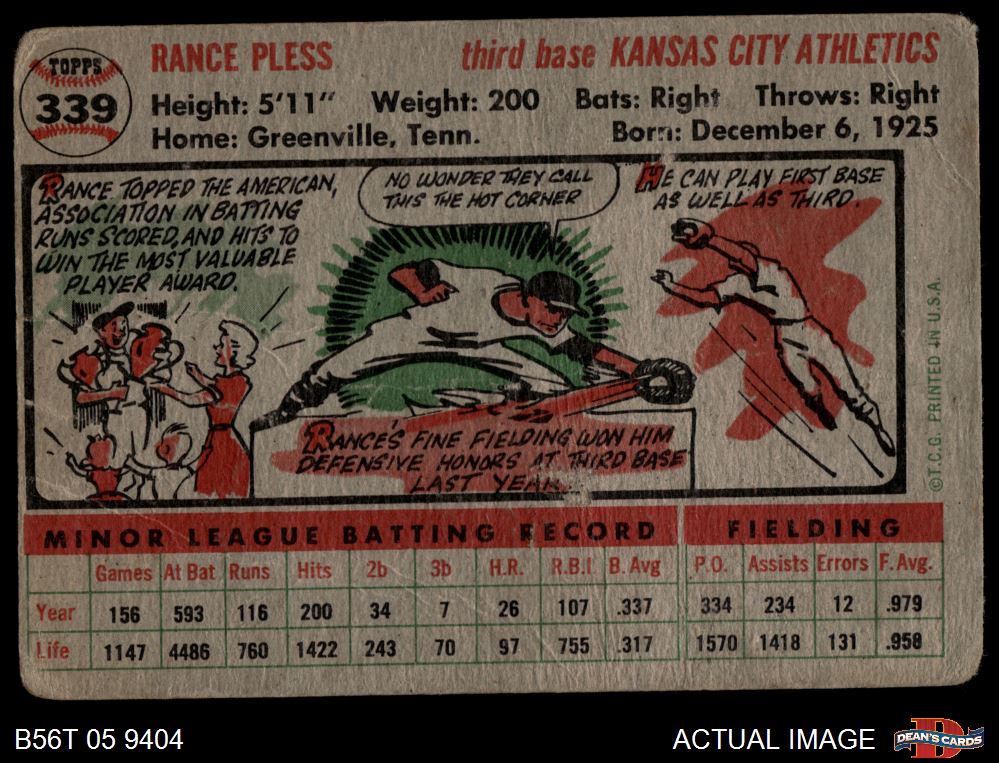 TOPPS
339
RANCE PLESS
third base KANSAS CITY ATHLETICS
Height: 5'11" Weight: 200 Bats: Right Throws: Right
Home: Greenville, Tenn. Born: December 6, 1925
RANCE TOPPED THE AMERICAN,
ASSOCIATION IN BATTING
RUNS SCORED, AND HITS TO
WIN THE MOST VALUABLE
PLAYER AWARD.
NO WONDER THEY CALL
THIS THE HOT CORNER
RANCE'S FINE FIELDING WON HIM
DEFENSIVE HONORS AT THIRD BASE
LAST YEAR.
HE CAN PLAY FIRST BASE
AS WELL AS THIRD.
©T.C.G. PRINTED IN U.S.A.
MINOR LEAGUE BATTING RECORD FIELDING
Games At Bat Runs Hits 2b 3b H.R. R.B.I B. Avg P.O. Assists Errors F. Avg.
Year 156 593 116 200 34 7 26 107 .337 334 234 12 .979
Life 1147 4486 760 1422 243 70 97 755 .317 1570 1418 131 .958
B56T 05 9404
ACTUAL IMAGE
DEAN'S CARDS